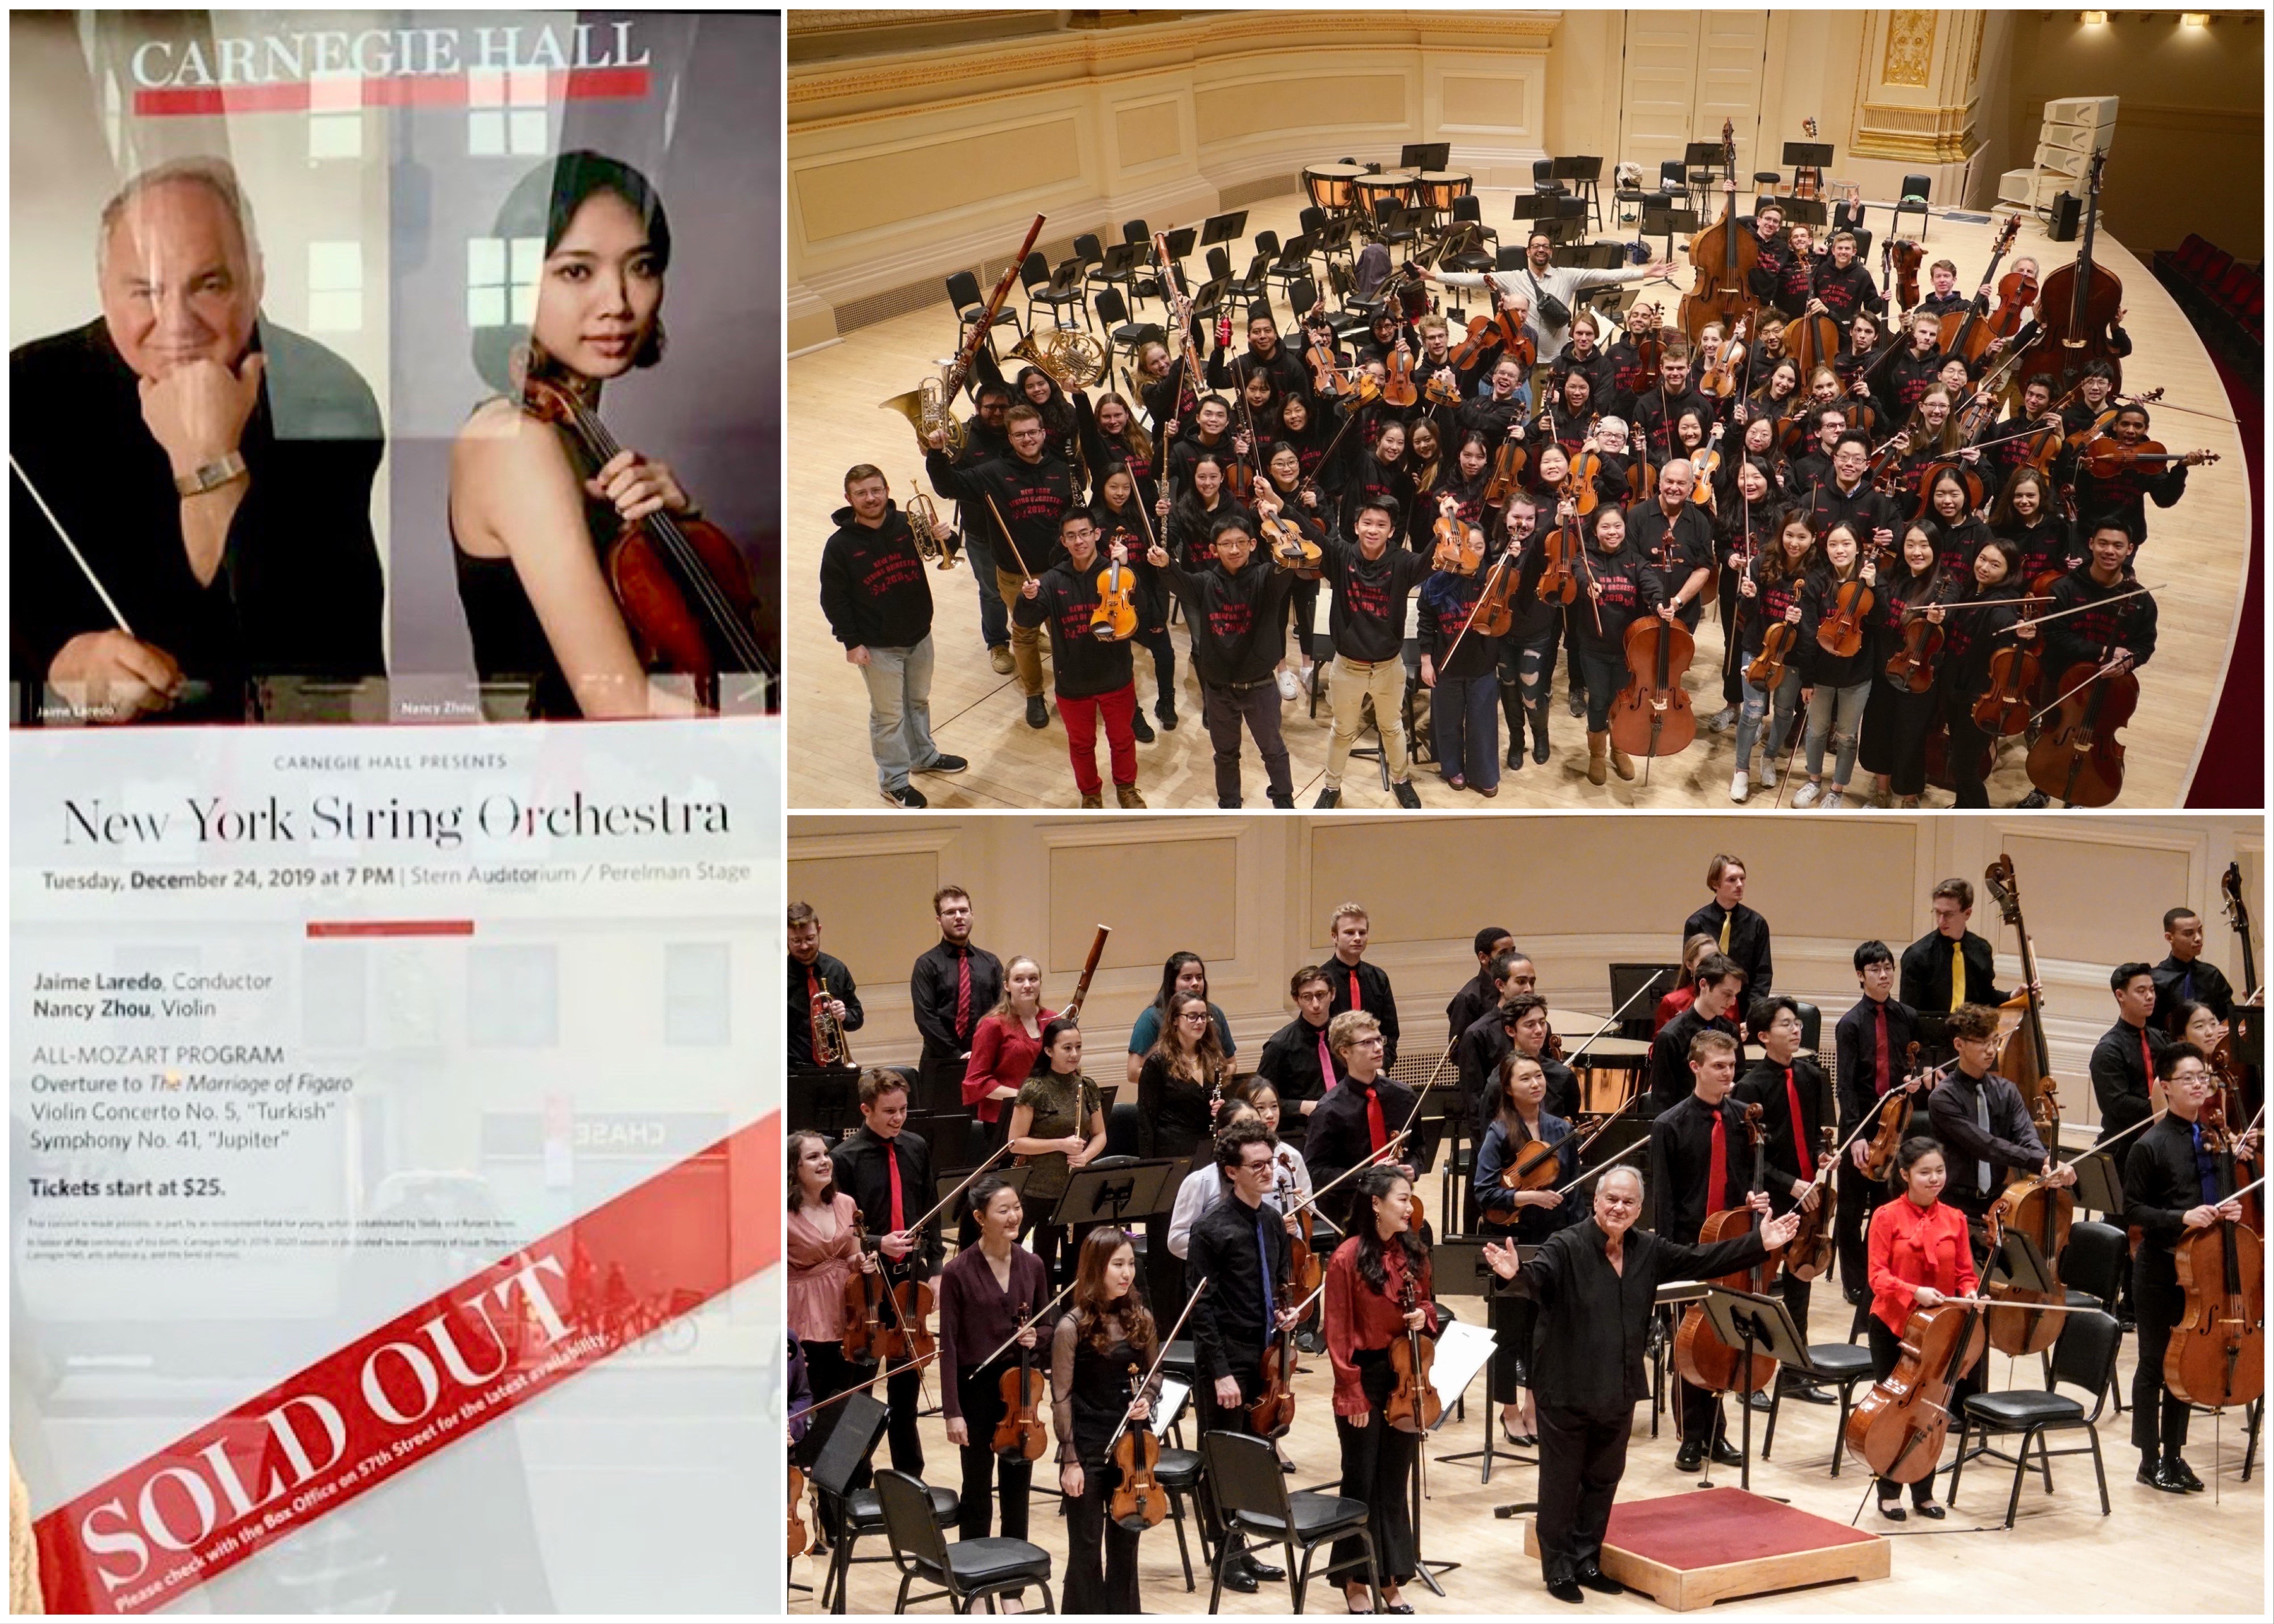 CARNEGIE HALL
Jaime Laredo
Nancy Zhou
CARNEGIE HALL PRESENTS
New York String Orchestra
Tuesday, December 24, 2019 at 7 PM | Stern Auditorium / Perelman Stage
Jaime Laredo, Conductor
Nancy Zhou, Violin
ALL-MOZART PROGRAM
Overture to The Marriage of Figaro
Violin Concerto No. 5, "Turkish"
Symphony No. 41, "Jupiter"
Tickets start at $25.
SOLD OUT
Please check with the Box Office on 57th Street for the latest availability.
CHASE
NEW YORK
STRING ORCHESTRA
2019